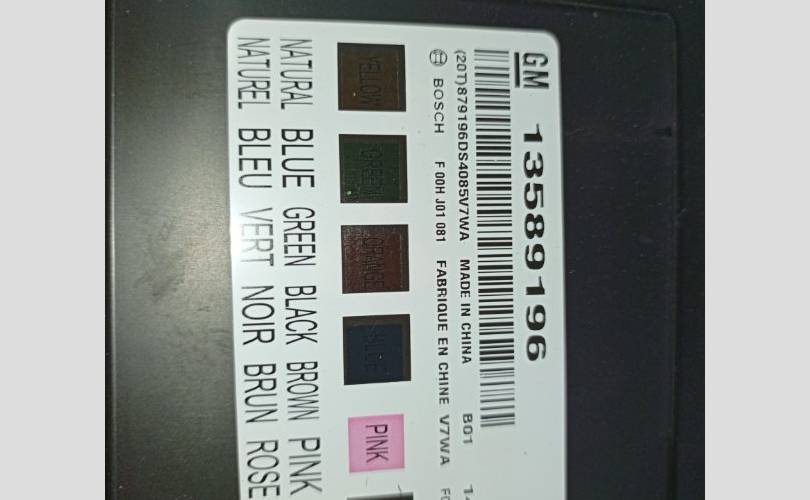 GM 13589196
(20T)879196DS4085V7WA MADE IN CHINA B01
BOSCH F 00H J01 081 FABRIQUE EN CHINE V7WA
YELLOW GREEN ORANGE BLUE PINK
NATURAL BLUE GREEN BLACK BROWN PINK
NATUREL BLEU VERT NOIR BRUN ROSE